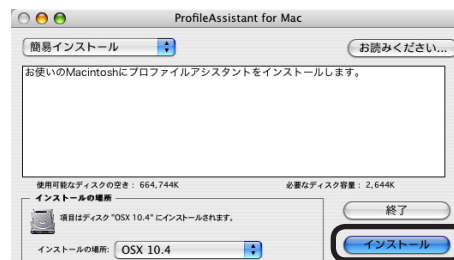 ProfileAssistant for Mac
簡易インストール
お読みください...
お使いのMacintoshにプロファイルアシスタントをインストールします。
使用可能なディスクの空き： 664,744K
必要なディスク容量： 2,644K
インストールの場所
項目はディスク "OSX 10.4" にインストールされます。
終了
インストールの場所: OSX 10.4
インストール